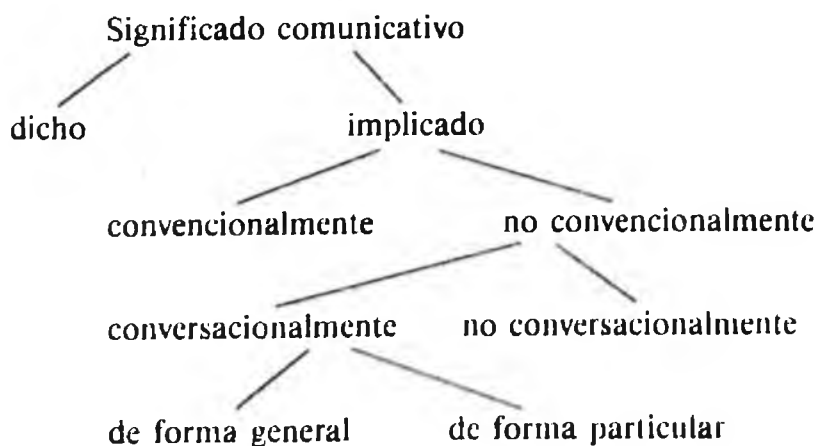 Significado comunicativo
dicho implicado
convencionalmente no convencionalmente
conversacionalmente no conversacionalmente
de forma general de forma particular